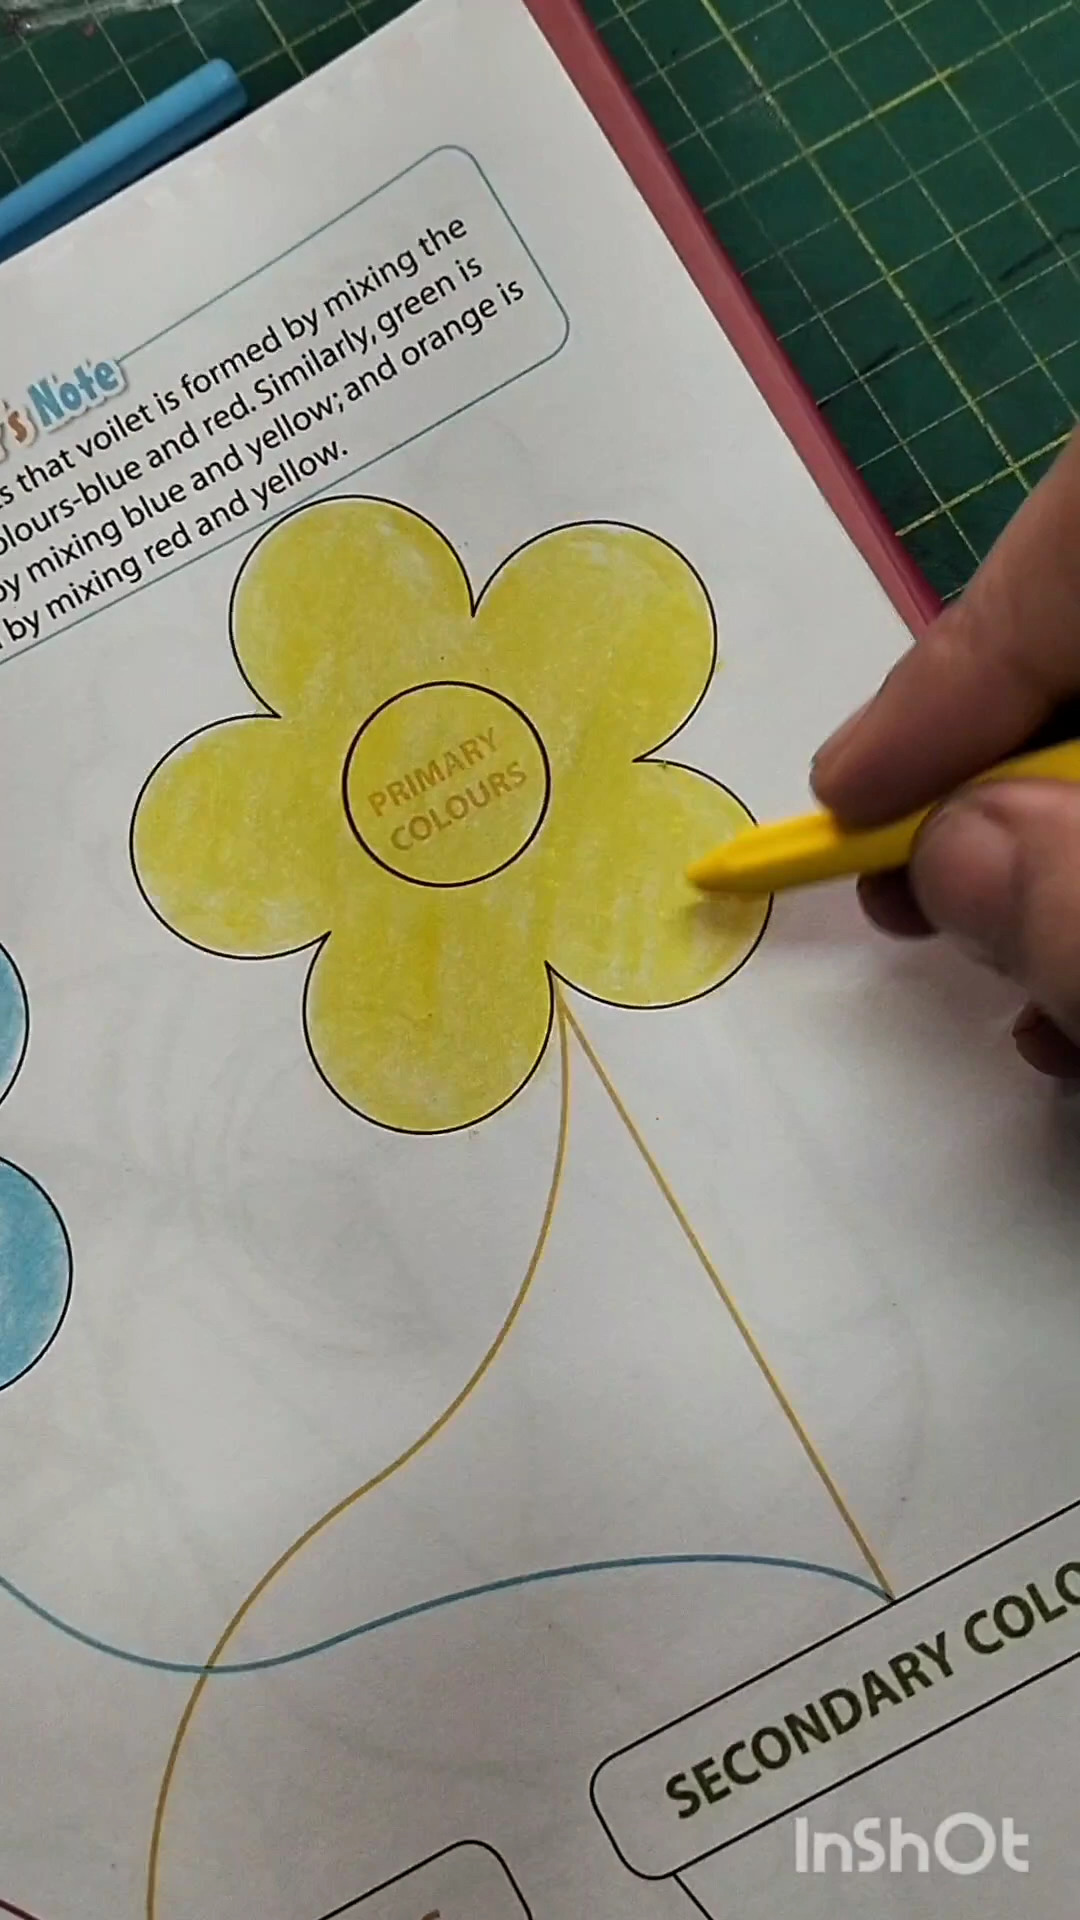 's Note
that voilet is formed by mixing the
colours-blue and red. Similarly, green is
by mixing blue and yellow; and orange is
by mixing red and yellow.
PRIMARY
COLOURS
SECONDARY COLO
InShOt